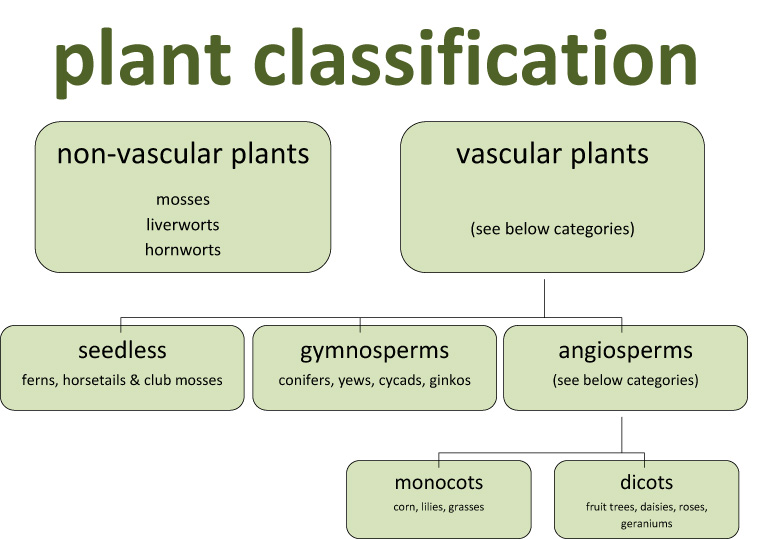 plant classification
non-vascular plants
mosses
liverworts
hornworts
vascular plants
(see below categories)
seedless
ferns, horsetails & club mosses
gymnosperms
conifers, yews, cycads, ginkos
angiosperms
(see below categories)
monocots
corn, lilies, grasses
dicots
fruit trees, daisies, roses,
geraniums